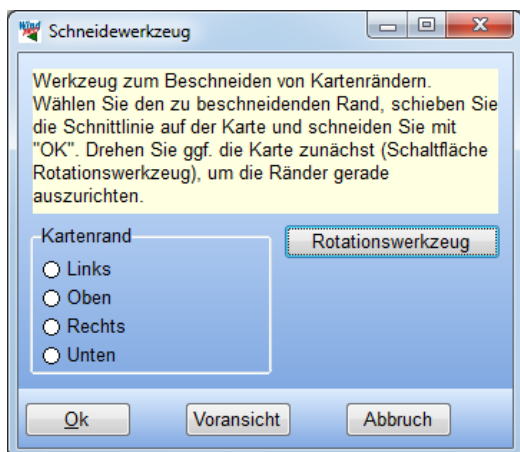 Wind
Schneidewerkzeug
Werkzeug zum Beschneiden von Kartenrändern.
Wählen Sie den zu beschneidenden Rand, schieben Sie
die Schnittlinie auf der Karte und schneiden Sie mit
"OK". Drehen Sie ggf. die Karte zunächst (Schaltfläche
Rotationswerkzeug), um die Ränder gerade
auszurichten.
Kartenrand
Rotationswerkzeug
Links
Oben
Rechts
Unten
Ok
Voransicht
Abbruch